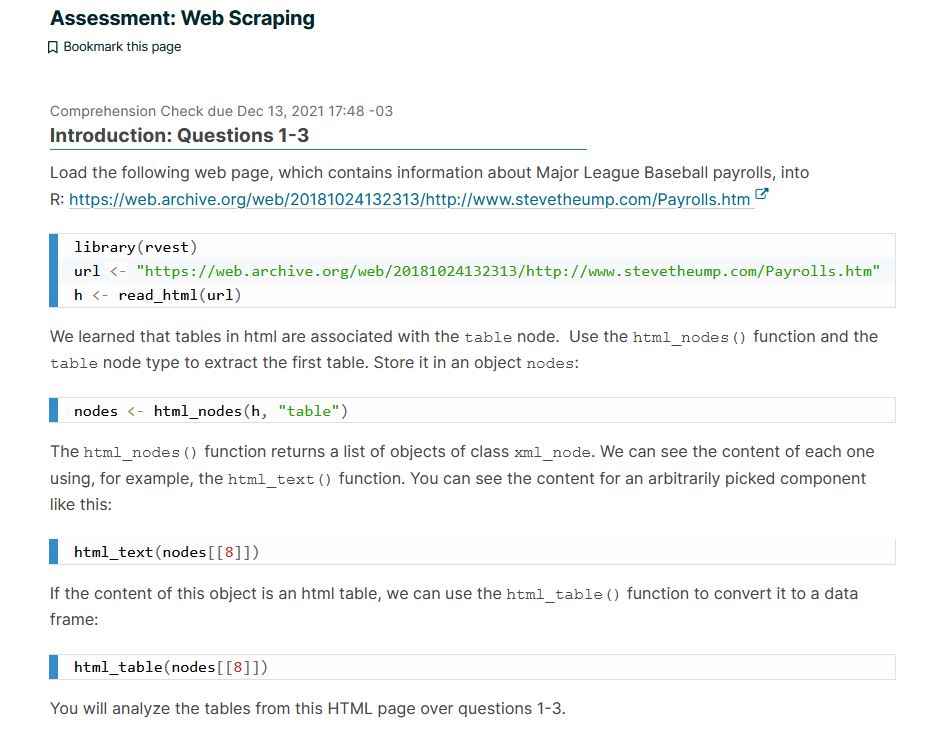 Assessment: Web Scraping
Bookmark this page
Comprehension Check due Dec 13, 2021 17:48 -03
Introduction: Questions 1-3
Load the following web page, which contains information about Major League Baseball payrolls, into
R: https://web.archive.org/web/20181024132313/http://www.stevetheump.com/Payrolls.htm
library(rvest)
url <- "https://web.archive.org/web/20181024132313/http://www.stevetheump.com/Payrolls.htm"
h <- read_html(url)
We learned that tables in html are associated with the table node.  Use the html_nodes() function and the
table node type to extract the first table. Store it in an object nodes:
nodes <- html_nodes(h, "table")
The html_nodes() function returns a list of objects of class xml_node. We can see the content of each one
using, for example, the html_text() function. You can see the content for an arbitrarily picked component
like this:
html_text(nodes[[8]])
If the content of this object is an html table, we can use the html_table() function to convert it to a data
frame:
html_table(nodes[[8]])
You will analyze the tables from this HTML page over questions 1-3.